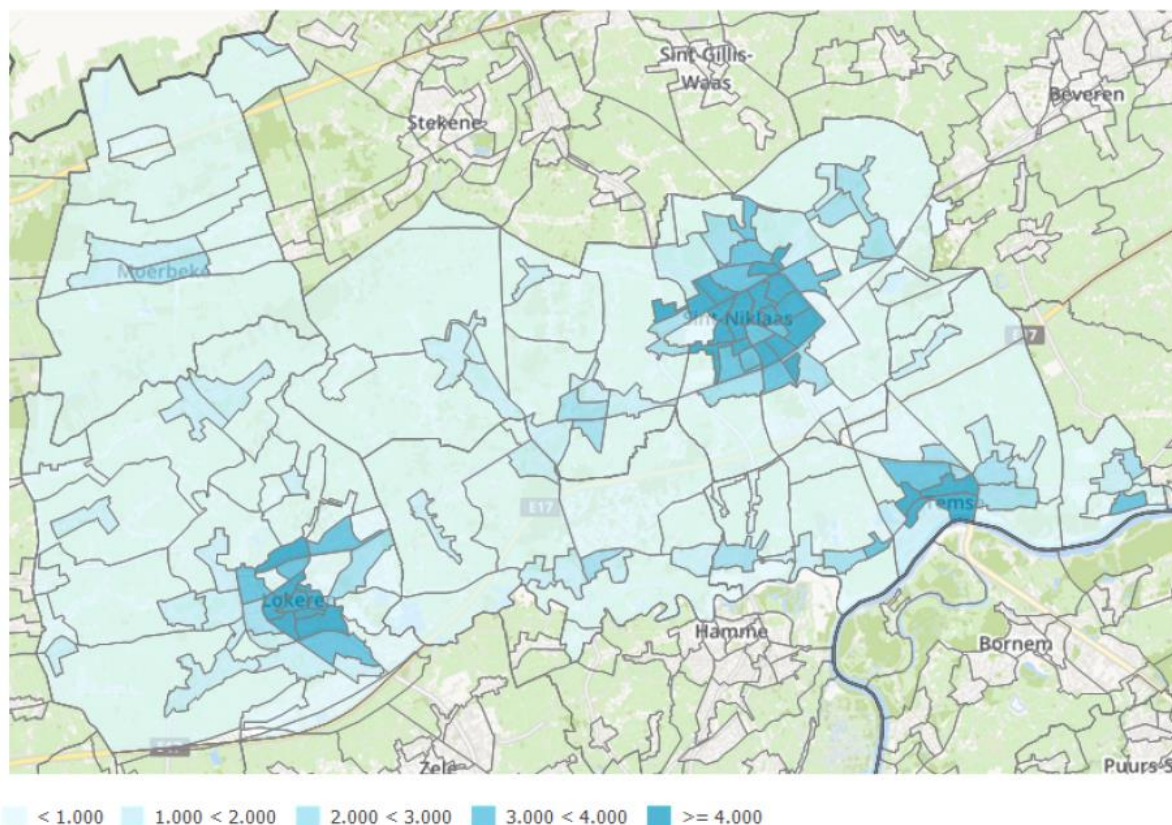 Sint-Gillis-
Waas
Beveren
Stekene
Moerbeke
Sint-Niklaas
E17
E17
Temse
Lokeren
Hamme
Bornem
Zele
Puurs-S
< 1.000 1.000 < 2.000 2.000 < 3.000 3.000 < 4.000 >= 4.000